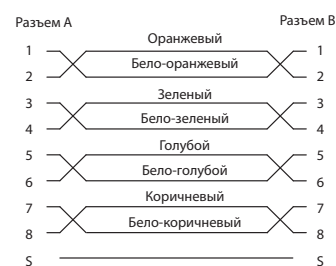 Разъем А Разъем В
Оранжевый
1 1
Бело-оранжевый
2 2
Зеленый
3 3
Бело-зеленый
4 4
Голубой
5 5
Бело-голубой
6 6
Коричневый
7 7
Бело-коричневый
8 8
S S